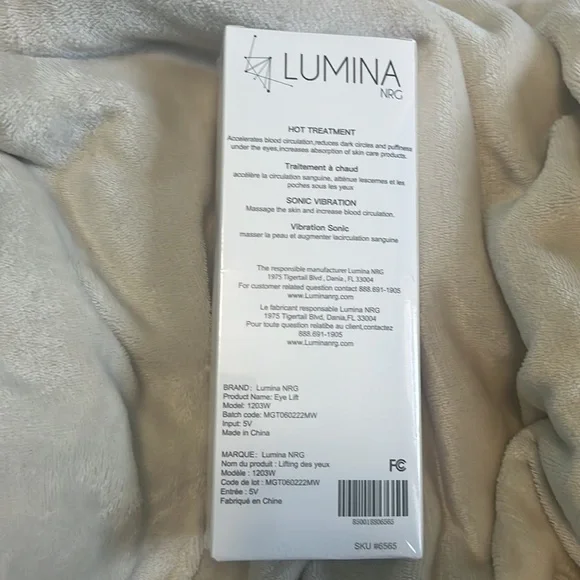 LUMINA
NRG
HOT TREATMENT
Accelerates blood circulation,reduces dark circles and puffiness
under the eyes,increases absorption of skin care products.
Traitement à chaud
accélère la circulation sanguine, atténue lescernes et les
poches sous les yeux
SONIC VIBRATION
Massage the skin and increase blood circulation.
Vibration Sonic
masser la peau et augmenter lacirculation sanguine
The responsible manufacturer Lumina NRG
1975 Tigertail Blvd , Dania , FL 33004
For customer related question contact 888.691-1905
www.Luminanrg.com
Le fabricant responsable Lumina NRG
1975 Tigertail Blvd, Dania,FL 33004
Pour toute question relatibe au client,contactez
888.691-1905
www.Luminanrg.com
BRAND: Lumina NRG
Product Name: Eye Lift
Model: 1203W
Batch code: MGT060222MW
Input: 5V
Made in China
MARQUE: Lumina NRG
Nom du produit : Lifting des yeux
Modèle : 1203W
Code de lot : MGT060222MW
Entrée : 5V
Fabriqué en Chine
FC
SKU #6565